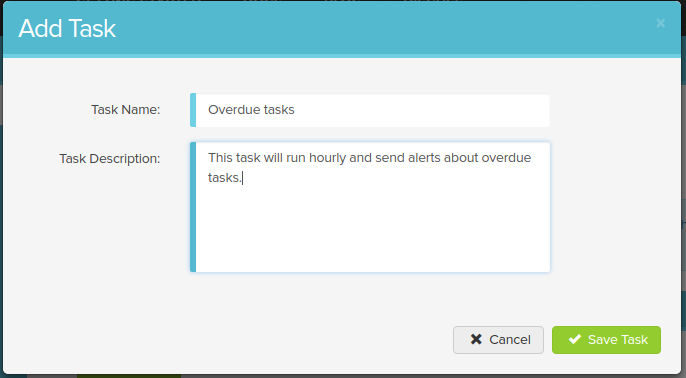 Add Task
×
Task Name:
Overdue tasks
Task Description:
This task will run hourly and send alerts about overdue
tasks.
Cancel
Save Task